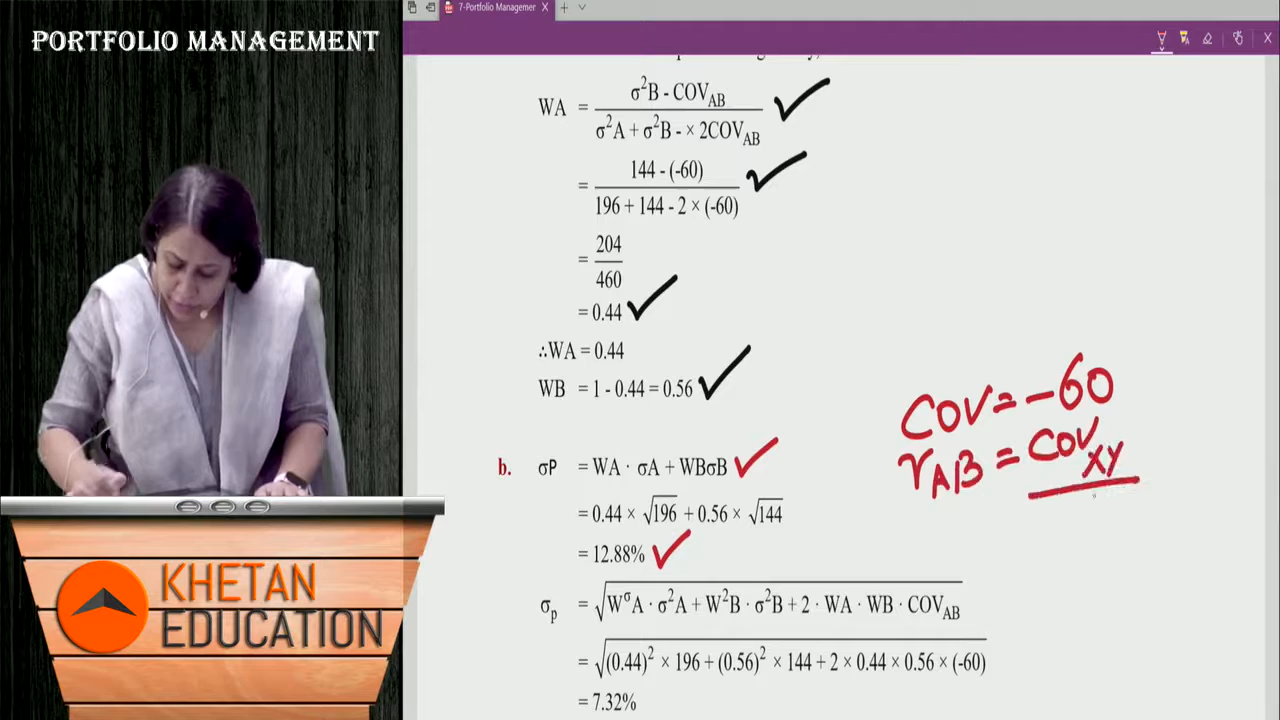 PORTFOLIO MANAGEMENT
7-Portfolio Managemer
WA = σ²B - COV_AB / σ²A + σ²B - × 2COV_AB
= 144 - (-60) / 196 + 144 - 2 × (-60)
= 204 / 460
= 0.44
∴WA = 0.44
WB = 1 - 0.44 = 0.56
COV = -60
r_AB = COV_XY
b. σP = WA · σA + WBσB
= 0.44 × √196 + 0.56 × √144
= 12.88%
σ_p = √W^σA · σ²A + W²B · σ²B + 2 · WA · WB · COV_AB
= √(0.44)² × 196 + (0.56)² × 144 + 2 × 0.44 × 0.56 × (-60)
= 7.32%
KHETAN
EDUCATION